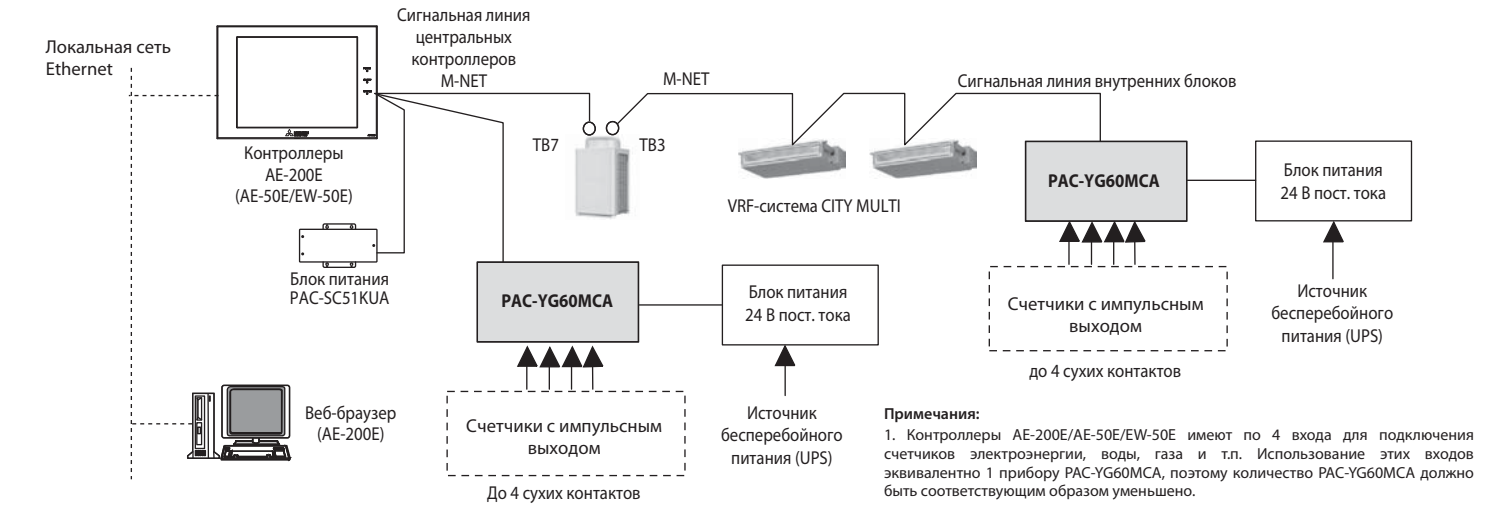 Локальная сеть
Ethernet
Сигнальная линия
центральных
контроллеров
M-NET
M-NET
Сигнальная линия внутренних блоков
TB7
TB3
Контроллеры
AE-200E
(AE-50E/EW-50E)
VRF-система CITY MULTI
PAC-YG60MCA
Блок питания
24 В пост. тока
Блок питания
PAC-SC51KUA
PAC-YG60MCA
Блок питания
24 В пост. тока
Счетчики с импульсным
выходом
до 4 сухих контактов
Источник
бесперебойного
питания (UPS)
Веб-браузер
(AE-200E)
Счетчики с импульсным
выходом
До 4 сухих контактов
Источник
бесперебойного
питания (UPS)
Примечания:
1. Контроллеры AE-200E/AE-50E/EW-50E имеют по 4 входа для подключения
счетчиков электроэнергии, воды, газа и т.п. Использование этих входов
эквивалентно 1 прибору PAC-YG60MCA, поэтому количество PAC-YG60MCA должно
быть соответствующим образом уменьшено.